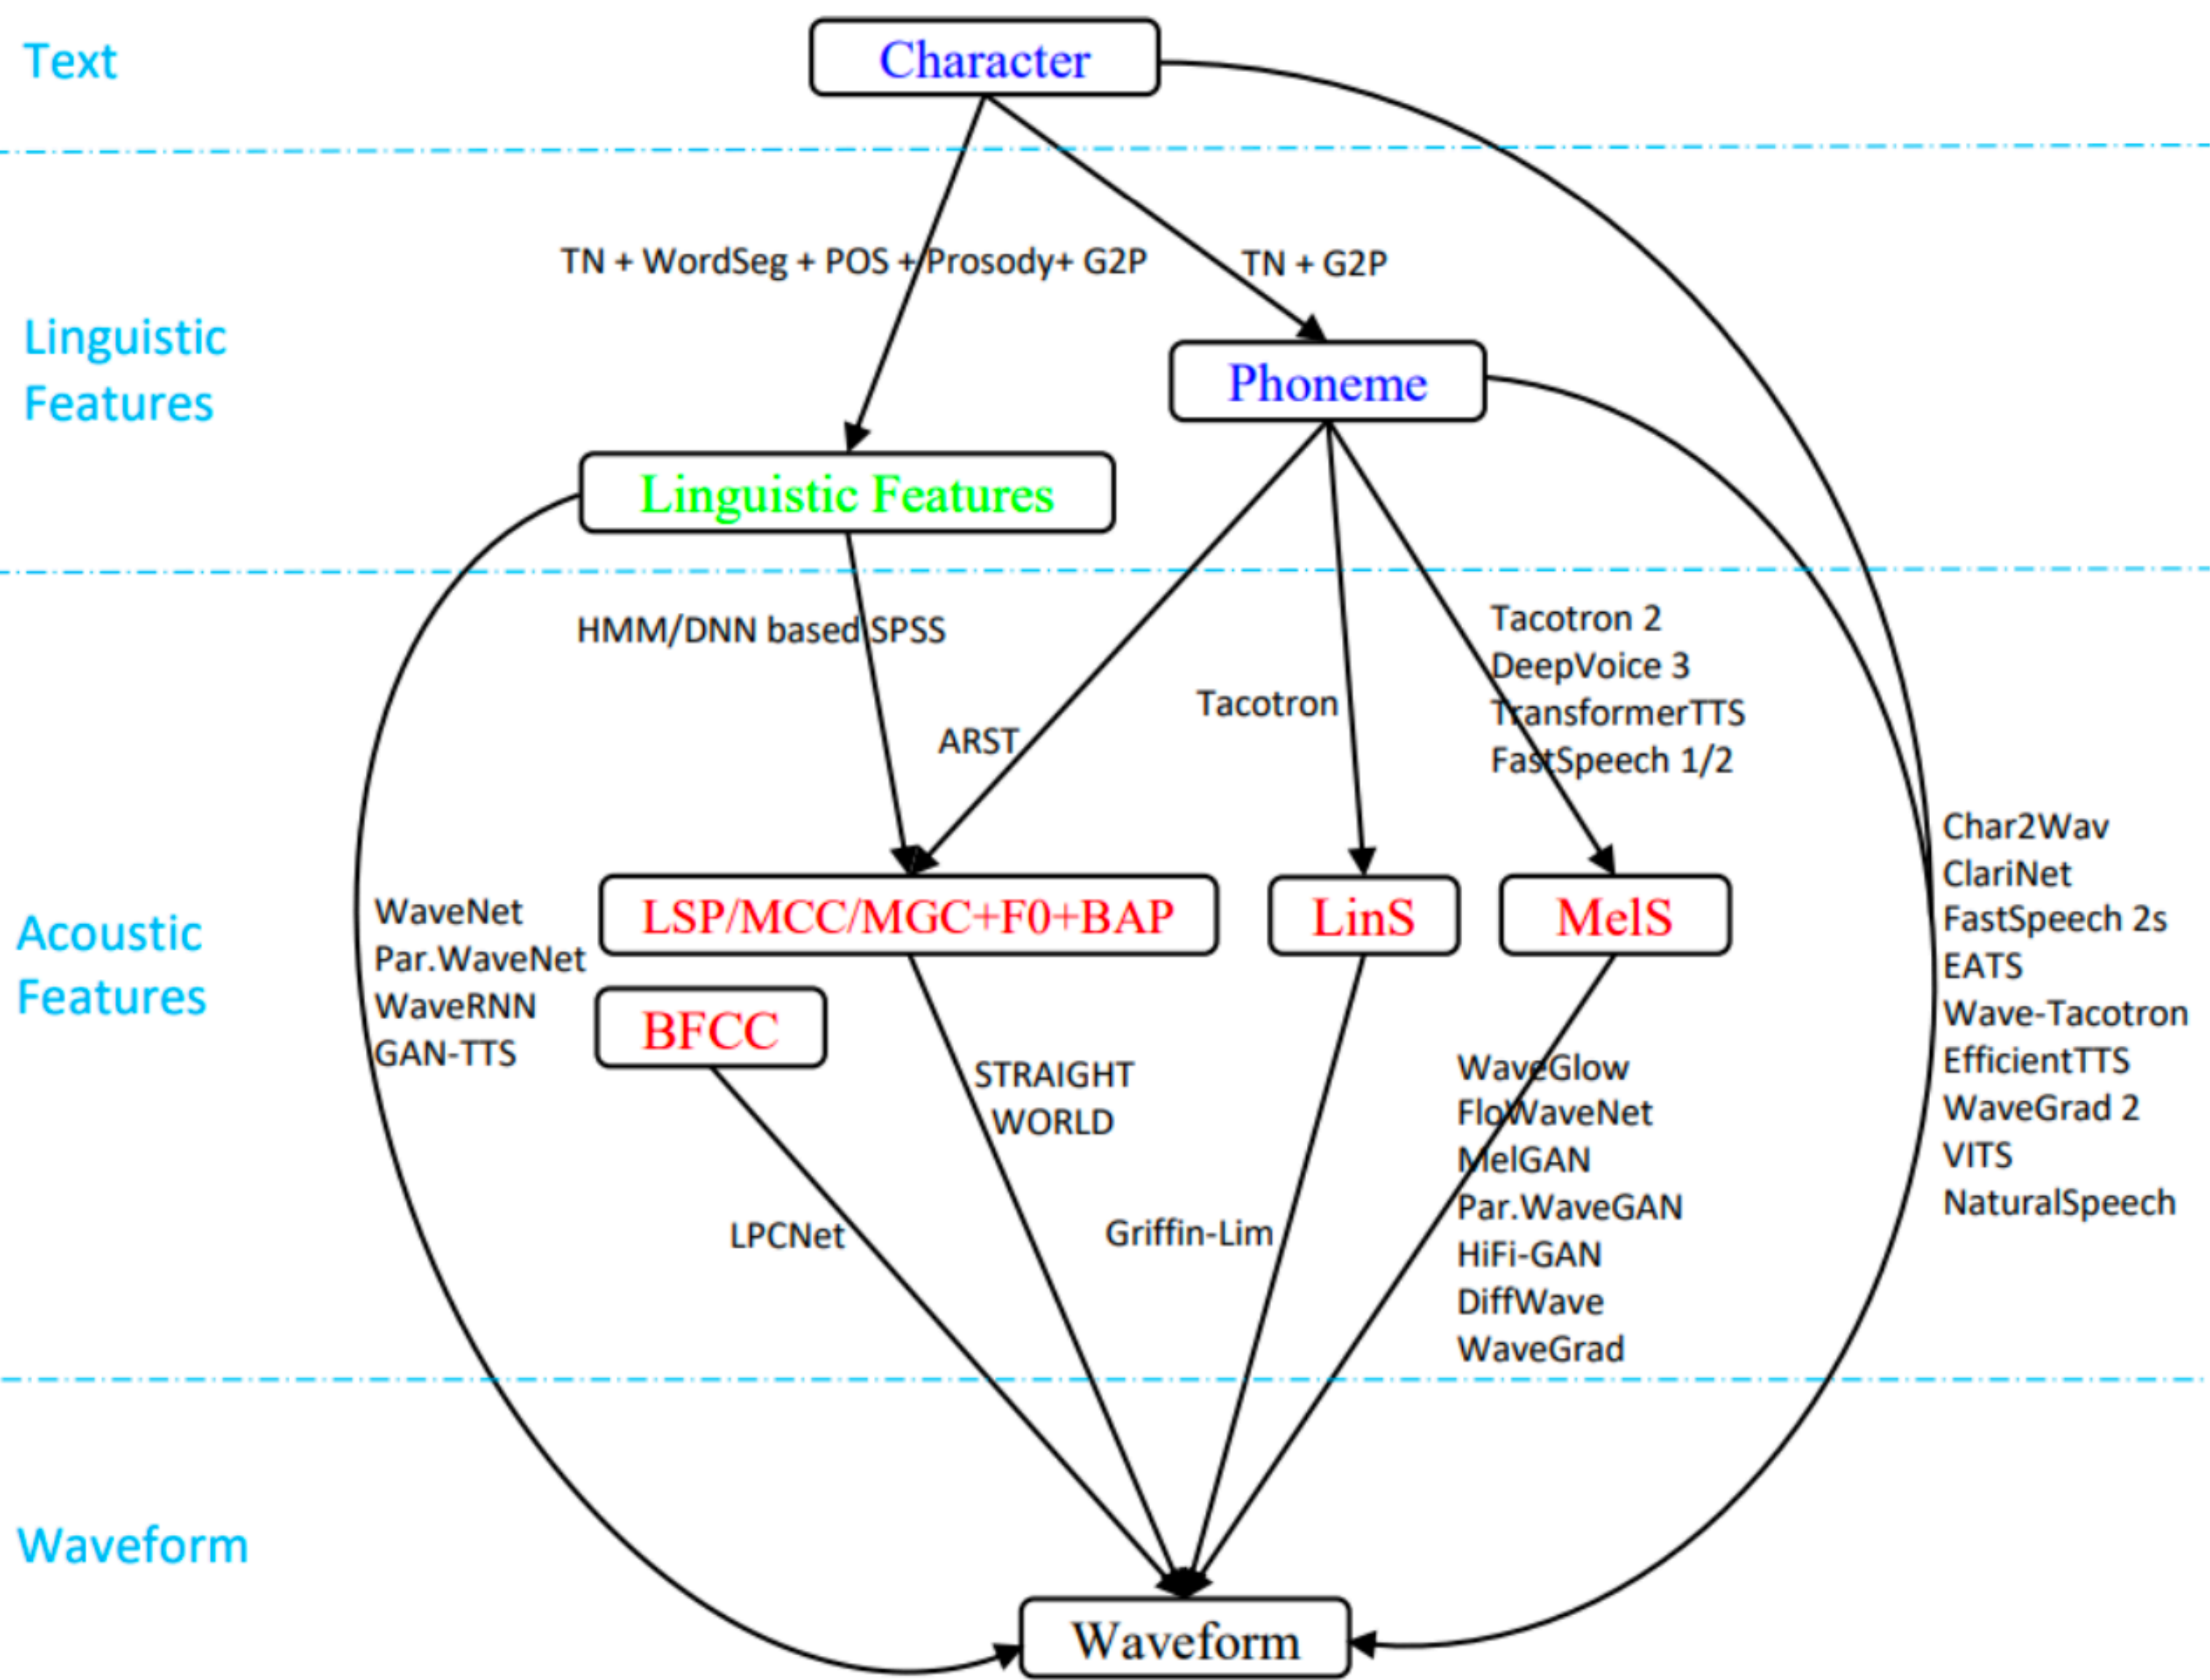 Text
Character
TN + WordSeg + POS + Prosody+ G2P
TN + G2P
Linguistic
Features
Phoneme
Linguistic Features
HMM/DNN based SPSS
ARST
Tacotron
Tacotron 2
DeepVoice 3
TransformerTTS
FastSpeech 1/2
Acoustic
Features
WaveNet
Par.WaveNet
WaveRNN
GAN-TTS
LSP/MCC/MGC+F0+BAP
LinS
MelS
BFCC
STRAIGHT
WORLD
LPCNet
Griffin-Lim
WaveGlow
FloWaveNet
MelGAN
Par.WaveGAN
HiFi-GAN
DiffWave
WaveGrad
Char2Wav
ClariNet
FastSpeech 2s
EATS
Wave-Tacotron
EfficientTTS
WaveGrad 2
VITS
NaturalSpeech
Waveform
Waveform